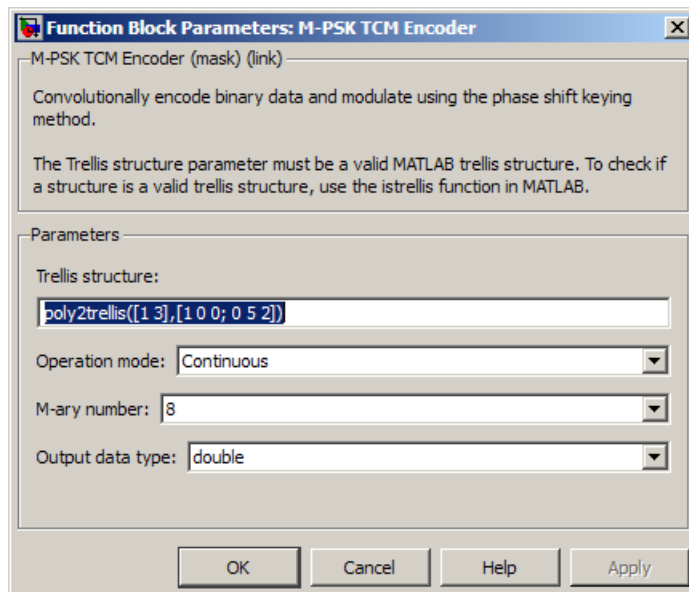 Function Block Parameters: M-PSK TCM Encoder
M-PSK TCM Encoder (mask) (link)
Convolutionally encode binary data and modulate using the phase shift keying
method.
The Trellis structure parameter must be a valid MATLAB trellis structure. To check if
a structure is a valid trellis structure, use the istrellis function in MATLAB.
Parameters
Trellis structure:
poly2trellis([1 3],[1 0 0; 0 5 2])
Operation mode: Continuous
M-ary number: 8
Output data type: double
OK Cancel Help Apply